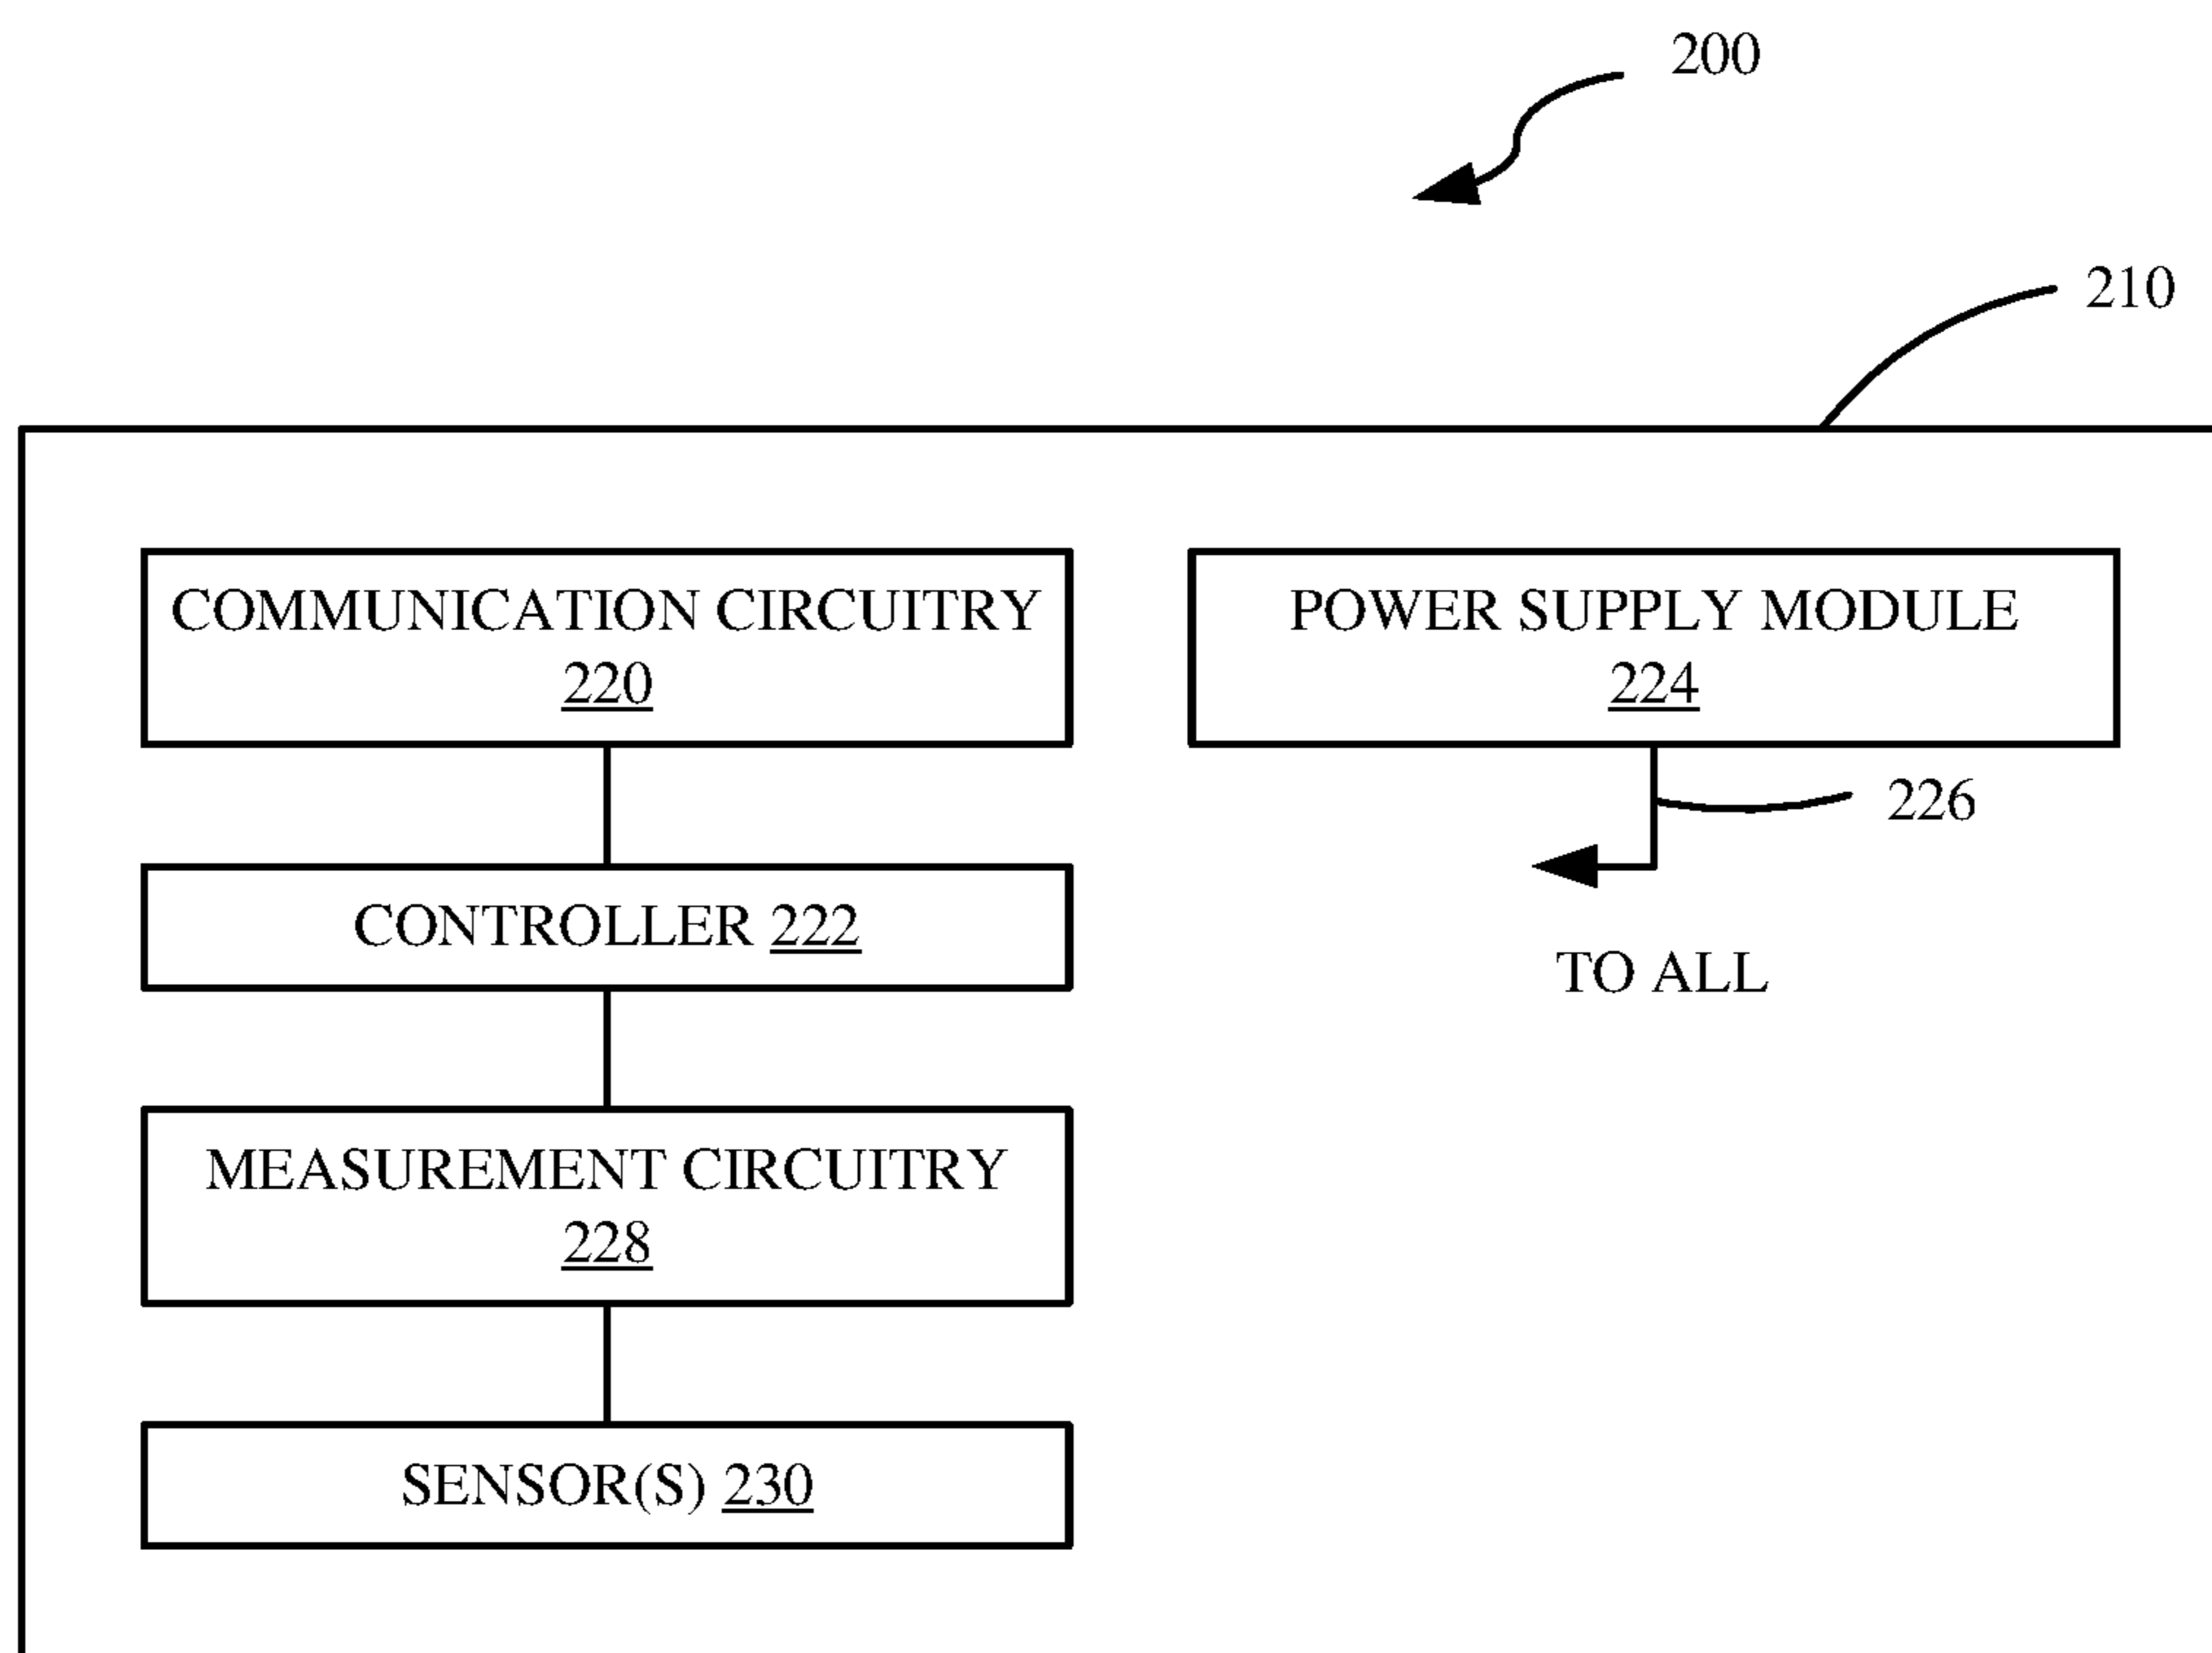 200
210
COMMUNICATION CIRCUITRY
220
POWER SUPPLY MODULE
224
226
CONTROLLER 222
TO ALL
MEASUREMENT CIRCUITRY
228
SENSOR(S) 230